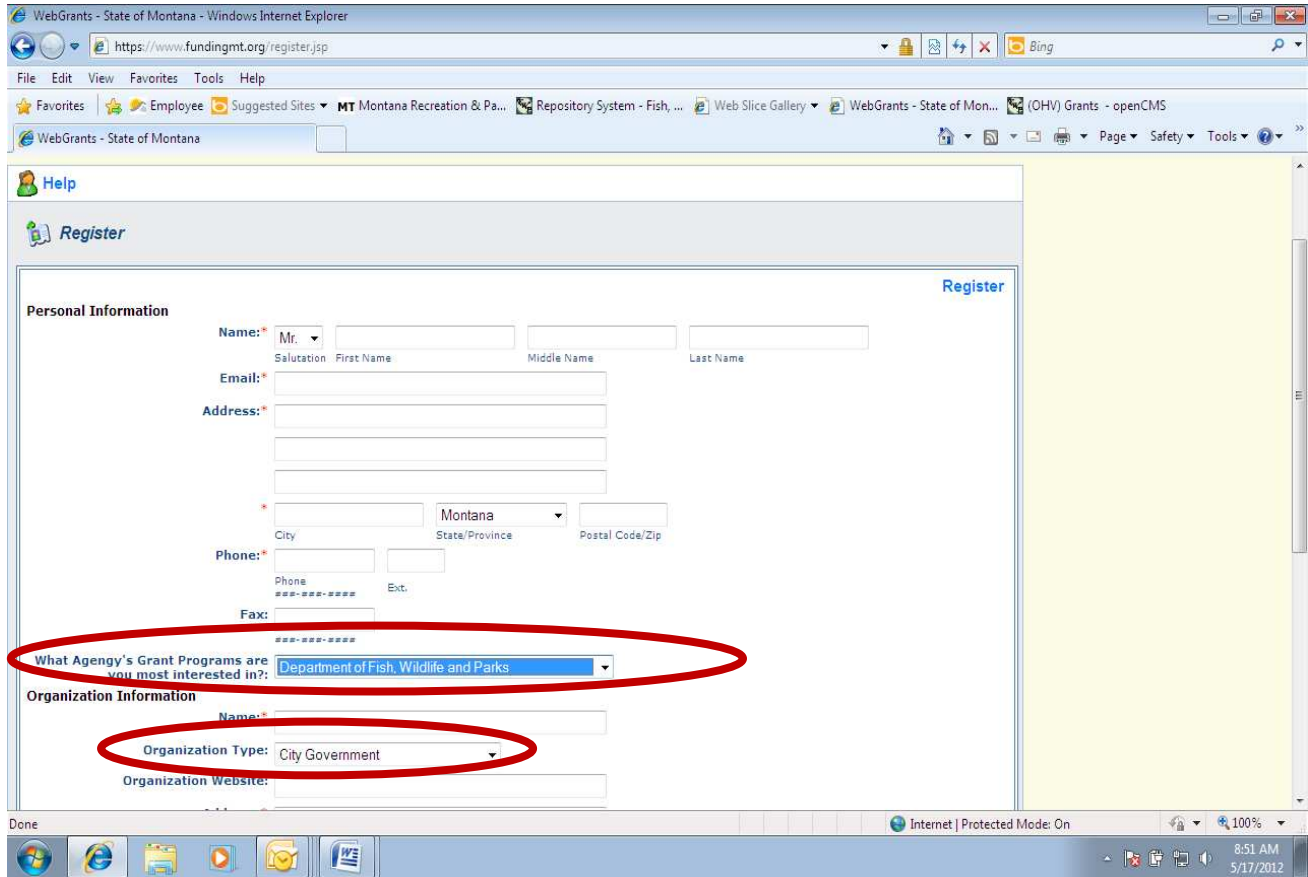 WebGrants - State of Montana - Windows Internet Explorer
https://www.fundingmt.org/register.jsp
Bing
File Edit View Favorites Tools Help
Favorites Employee Suggested Sites MT Montana Recreation & Pa... Repository System - Fish, ... Web Slice Gallery WebGrants - State of Mon... (OHV) Grants - openCMS
WebGrants - State of Montana
Page Safety Tools
Help
Register
Register
Personal Information
Name:* Mr.
Salutation First Name Middle Name Last Name
Email:*
Address:*
* Montana
City State/Province Postal Code/Zip
Phone:*
Phone Ext.
###-###-####
Fax:
###-###-####
What Agengy's Grant Programs are
you most interested in?: Department of Fish, Wildlife and Parks
Organization Information
Name:*
Organization Type: City Government
Organization Website:
Done Internet | Protected Mode: On 100%
8:51 AM
5/17/2012